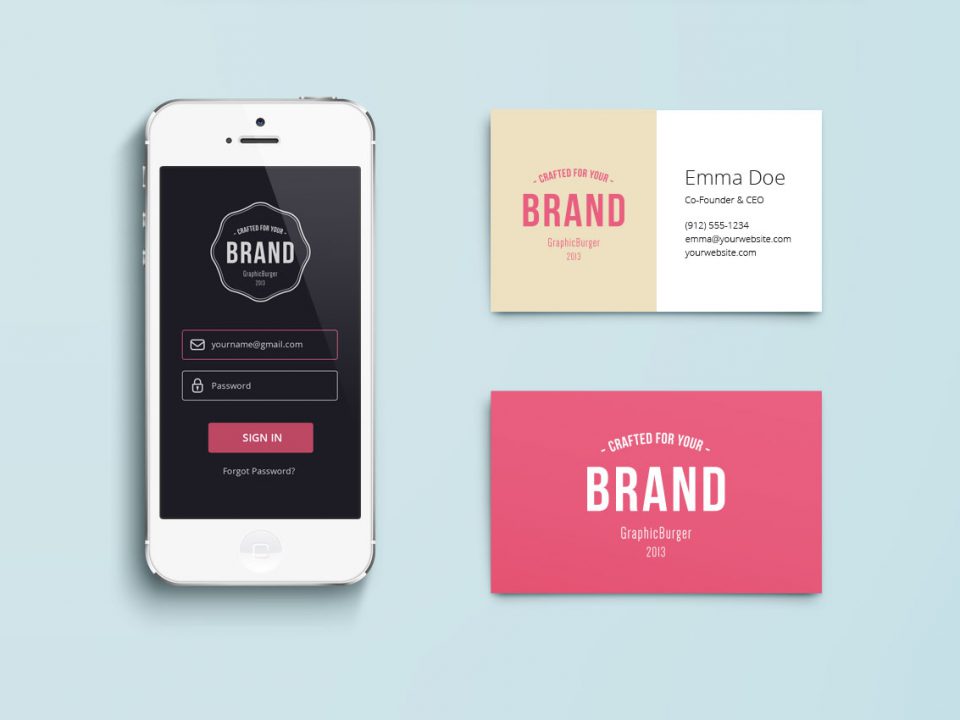 - CRAFTED FOR YOUR -
BRAND
GraphicBurger
2013
yourname@gmail.com
Password
SIGN IN
Forgot Password?
- CRAFTED FOR YOUR -
BRAND
GraphicBurger
2013
Emma Doe
Co-Founder & CEO
(912) 555-1234
emma@yourwebsite.com
yourwebsite.com
- CRAFTED FOR YOUR -
BRAND
GraphicBurger
2013